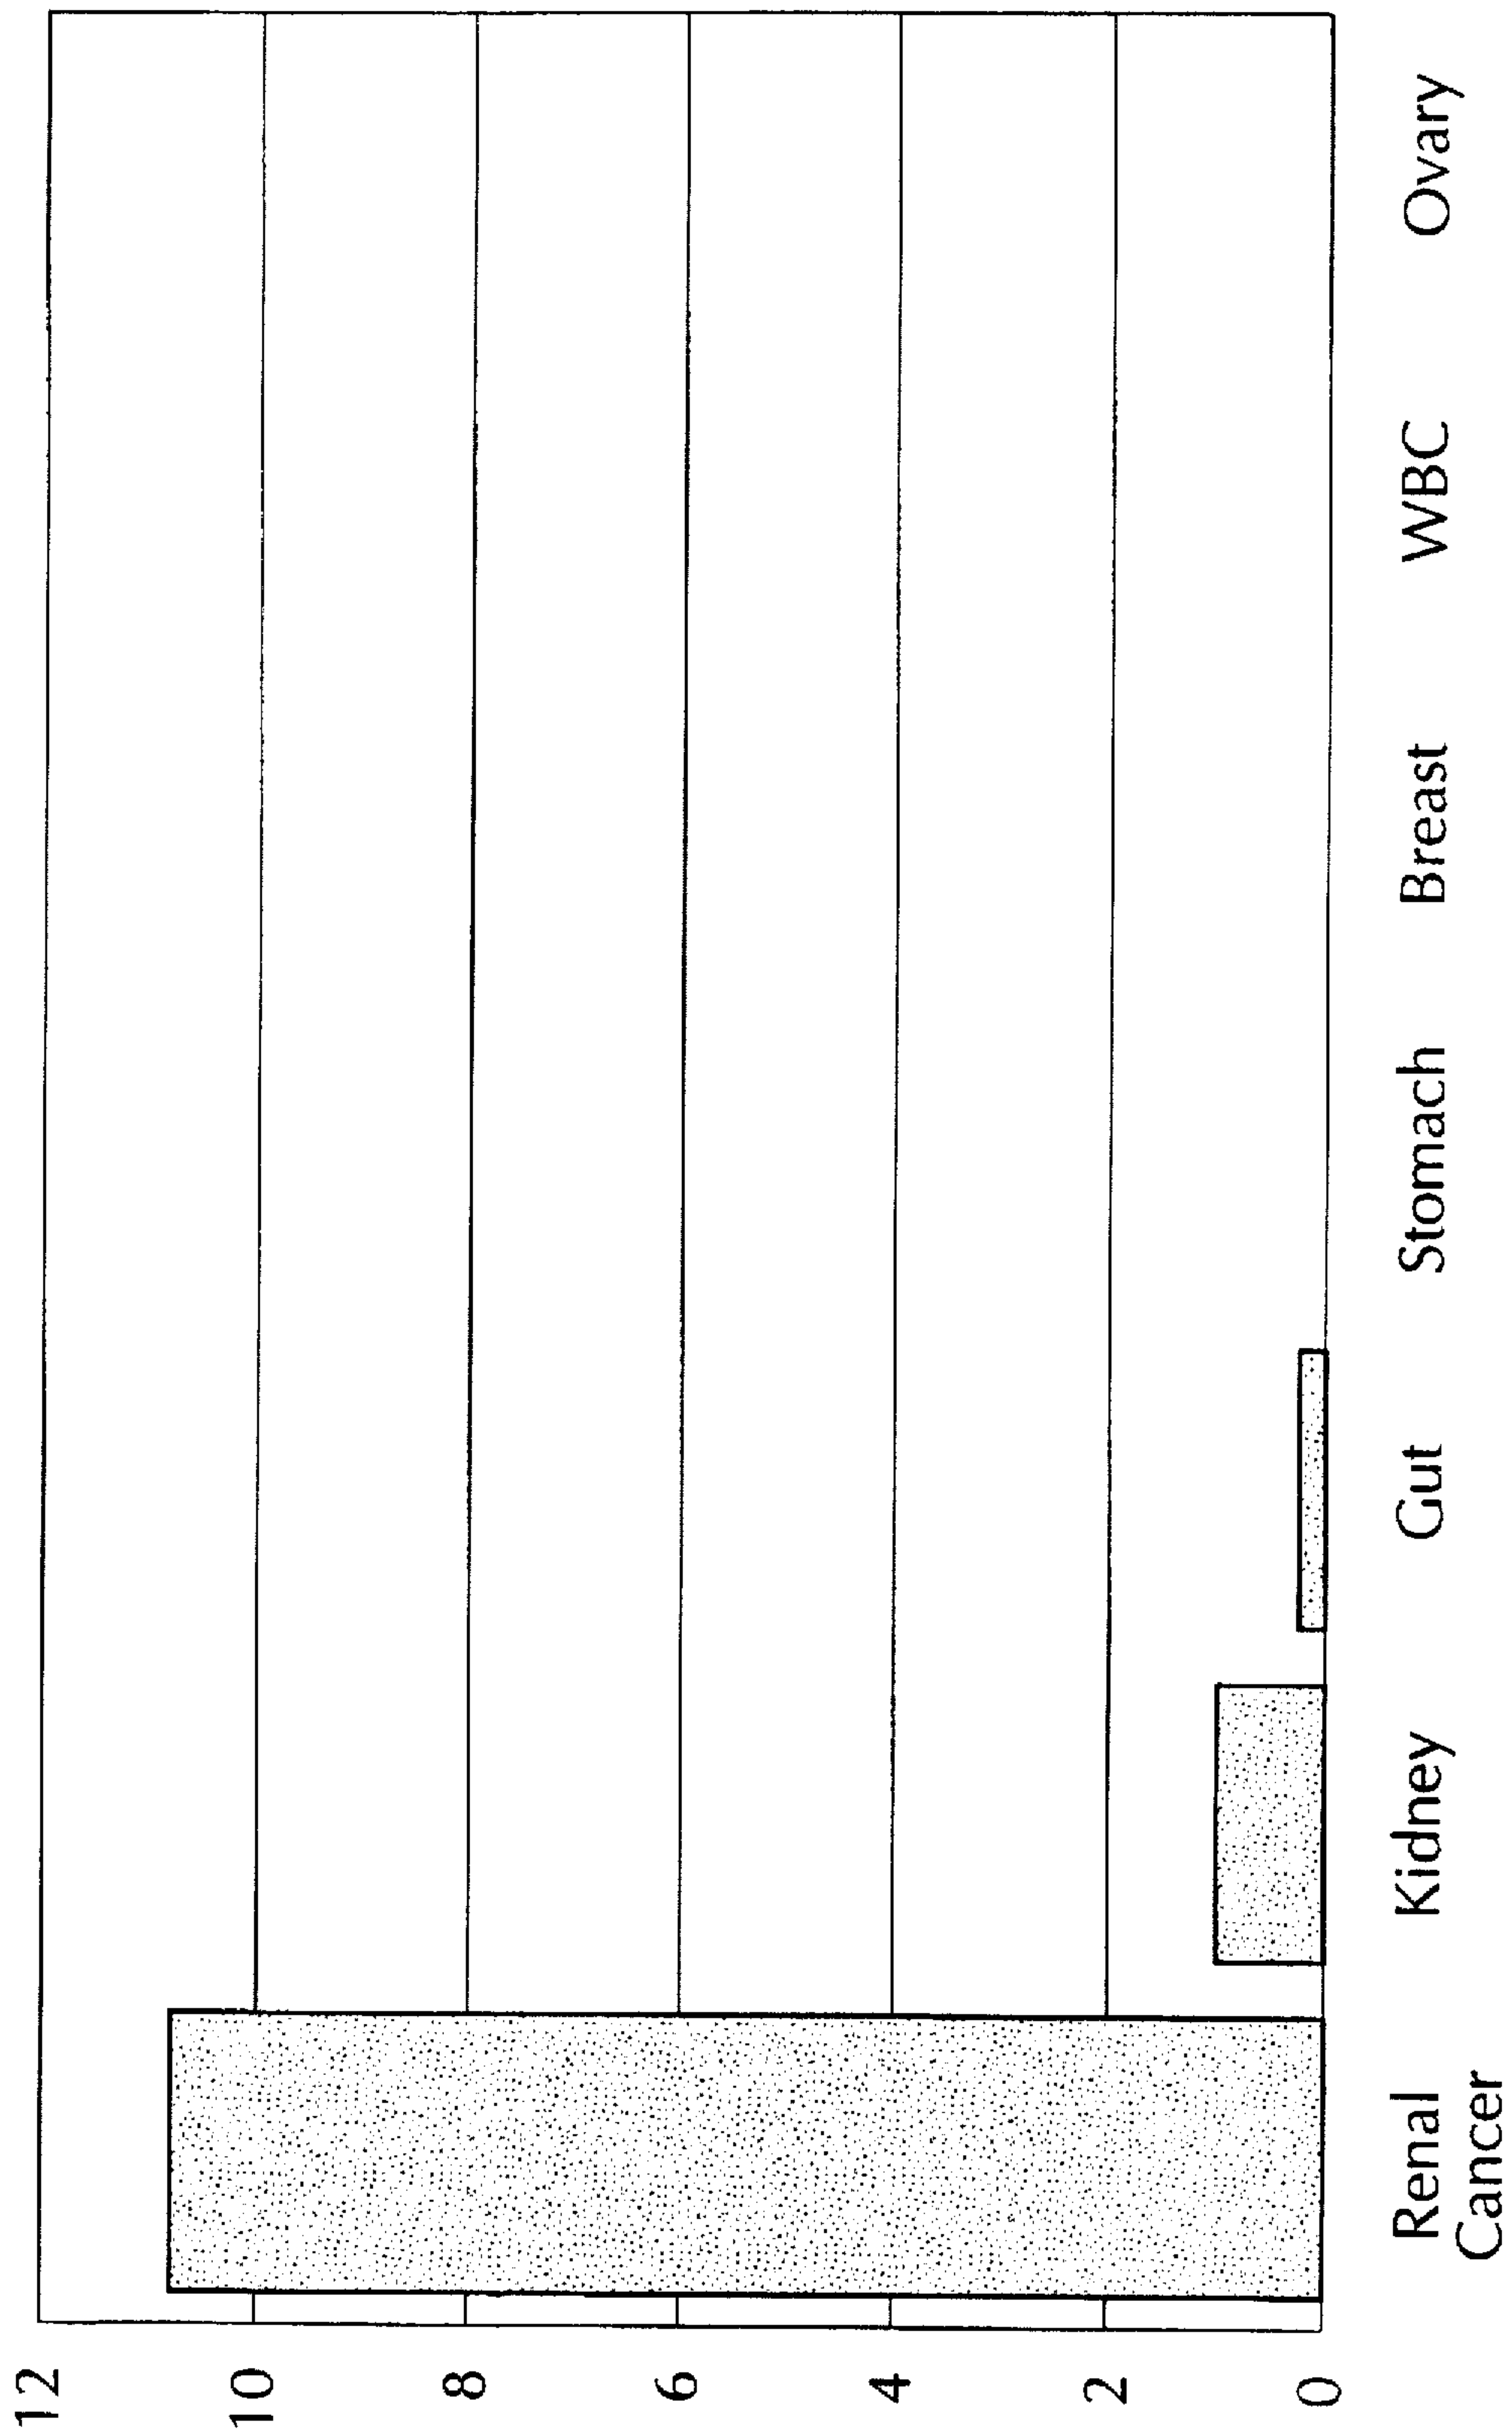 12
10
8
6
4
2
0
Renal
Cancer
Kidney
Gut
Stomach
Breast
WBC
Ovary